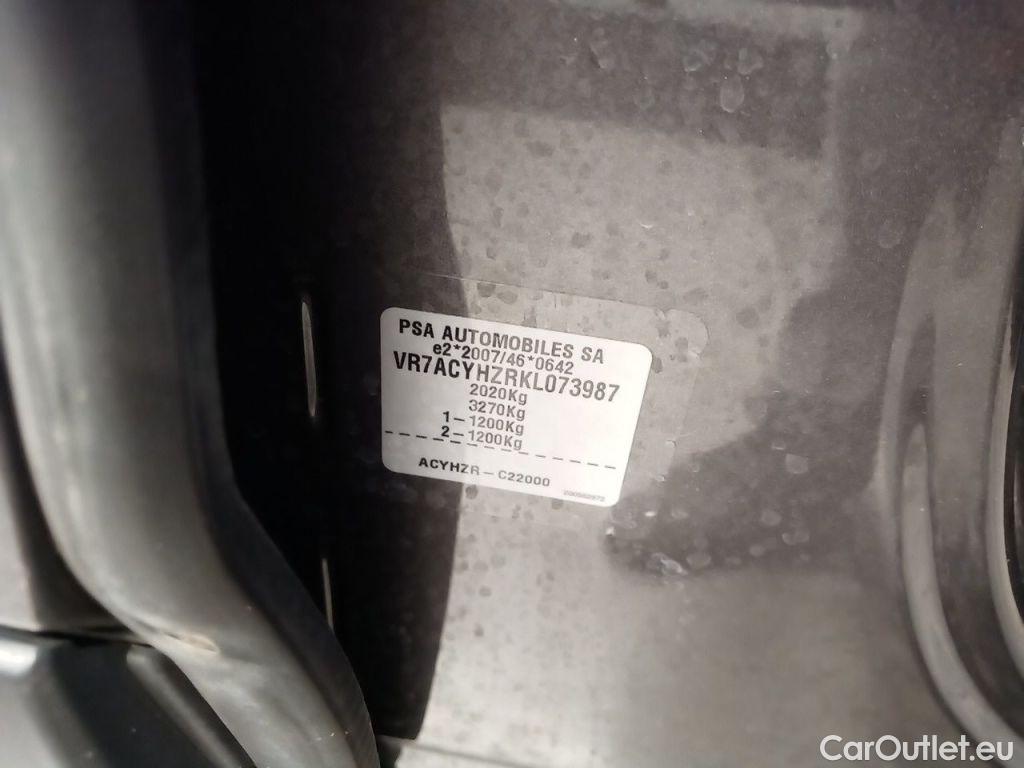 PSA AUTOMOBILES SA
e2*2007/46*0642
VR7ACYHZRKL073987
2020Kg
3270Kg
1-1200Kg
2-1200Kg
ACYHZR-C22000
CarOutlet.eu